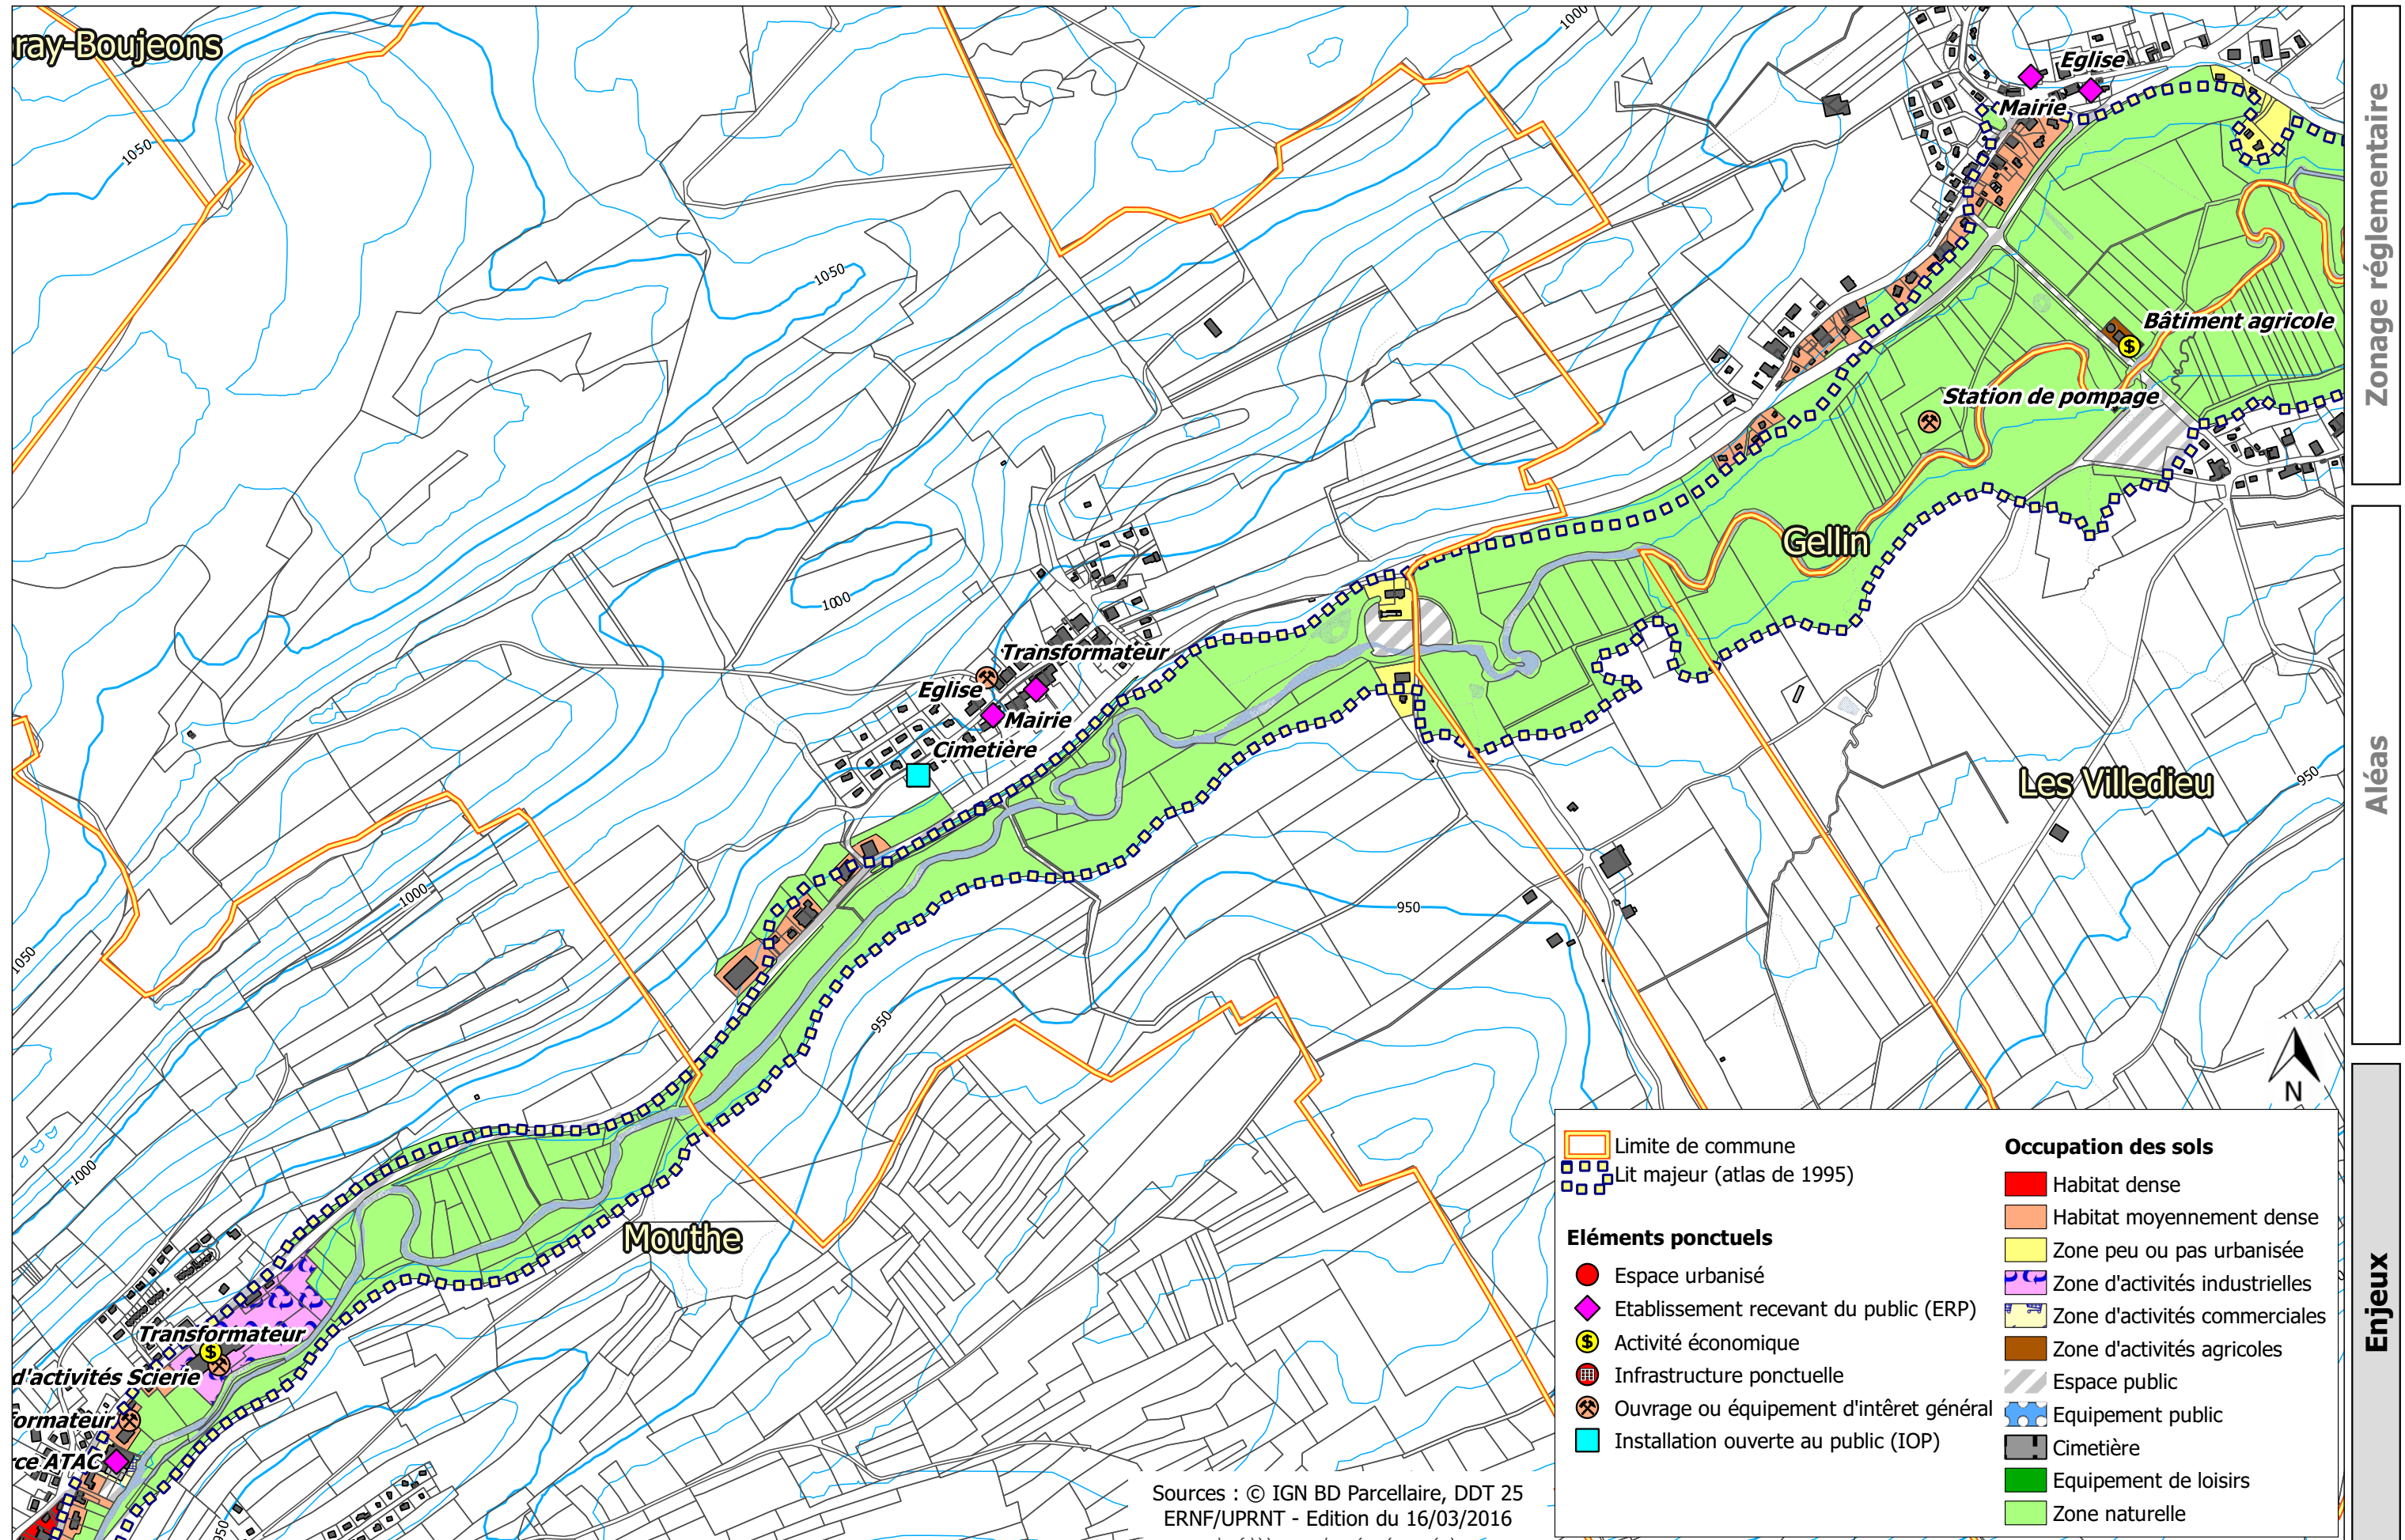 ray-Boujeons
1000
Eglise
Mairie
1050
1050
Bâtiment agricole
Station de pompage
Gellin
1000
Transformateur
Eglise
Mairie
Cimetière
Les Villedieu
950
1000
950
1050
950
1000
Mouthe
Transformateur
d'activités Scierie
formateur
rce ATAC
950
N
Limite de commune
Lit majeur (atlas de 1995)
Eléments ponctuels
Espace urbanisé
Etablissement recevant du public (ERP)
Activité économique
Infrastructure ponctuelle
Ouvrage ou équipement d'intêret général
Installation ouverte au public (IOP)
Occupation des sols
Habitat dense
Habitat moyennement dense
Zone peu ou pas urbanisée
Zone d'activités industrielles
Zone d'activités commerciales
Zone d'activités agricoles
Espace public
Equipement public
Cimetière
Equipement de loisirs
Zone naturelle
Sources : © IGN BD Parcellaire, DDT 25
ERNF/UPRNT - Edition du 16/03/2016
Zonage réglementaire
Aléas
Enjeux